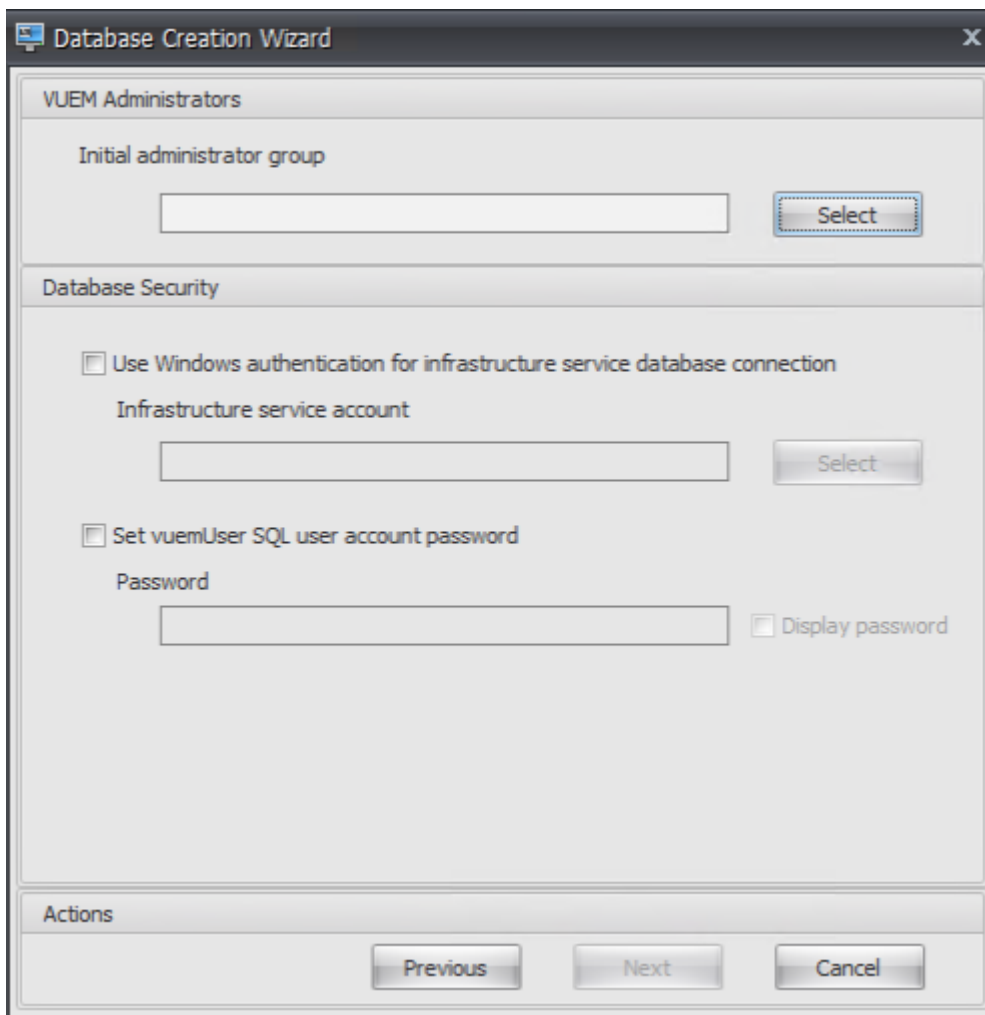 Database Creation Wizard X
VUEM Administrators
Initial administrator group
Select
Database Security
Use Windows authentication for infrastructure service database connection
Infrastructure service account
Select
Set vuemUser SQL user account password
Password
Display password
Actions
Previous Next Cancel